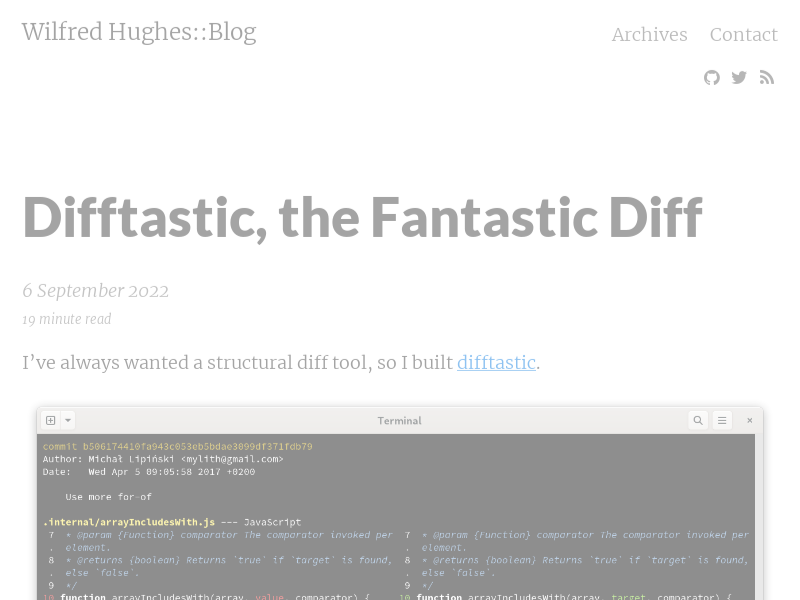 Wilfred Hughes::Blog
Archives Contact
Difftastic, the Fantastic Diff
6 September 2022
19 minute read
I've always wanted a structural diff tool, so I built difftastic.
Terminal
commit b506174410fa943c053eb5bdae3099df371fdb79
Author: Michał Lipiński <mylith@gmail.com>
Date:   Wed Apr 5 09:05:58 2017 +0200
Use more for-of
.internal/arrayIncludesWith.js --- JavaScript
7  * @param {Function} comparator The comparator invoked per   7  * @param {Function} comparator The comparator invoked per
.  element.   .  element.
8  * @returns {boolean} Returns `true` if `target` is found,   8  * @returns {boolean} Returns `true` if `target` is found,
.  else `false`.   .  else `false`.
9  */   9  */
10 function arrayIncludesWith(array, value, comparator) {   10 function arrayIncludesWith(array, target, comparator) {